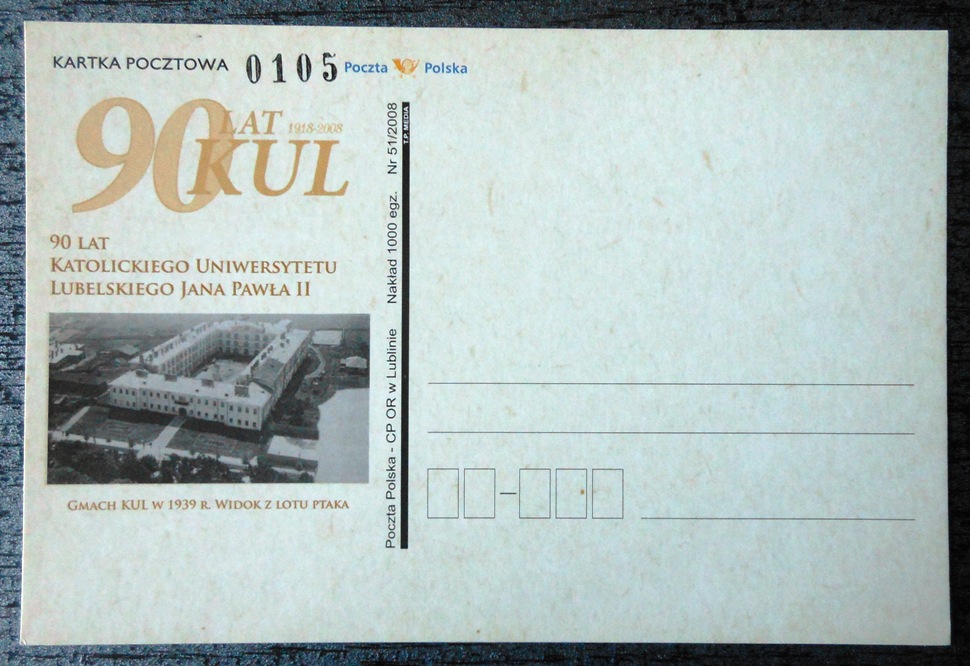 KARTKA POCZTOWA 0105 Poczta Polska
90 LAT 1918-2008
KUL
90 LAT
KATOLICKIEGO UNIWERSYTETU
LUBELSKIEGO JANA PAWŁA II
GMACH KUL W 1939 R. WIDOK Z LOTU PTAKA
Poczta Polska - CP OR w Lublinie Nakład 1000 egz. Nr 51/2008
T.P. MEDIA